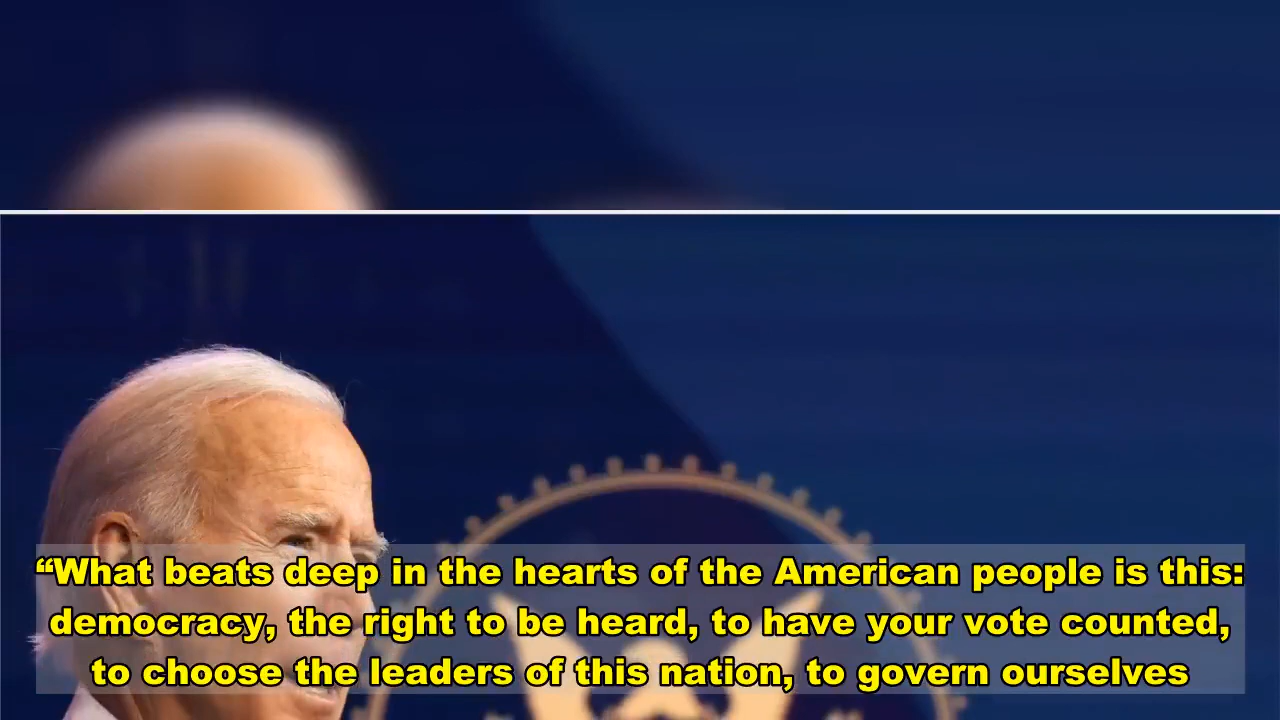 “What beats deep in the hearts of the American people is this:
democracy, the right to be heard, to have your vote counted,
to choose the leaders of this nation, to govern ourselves